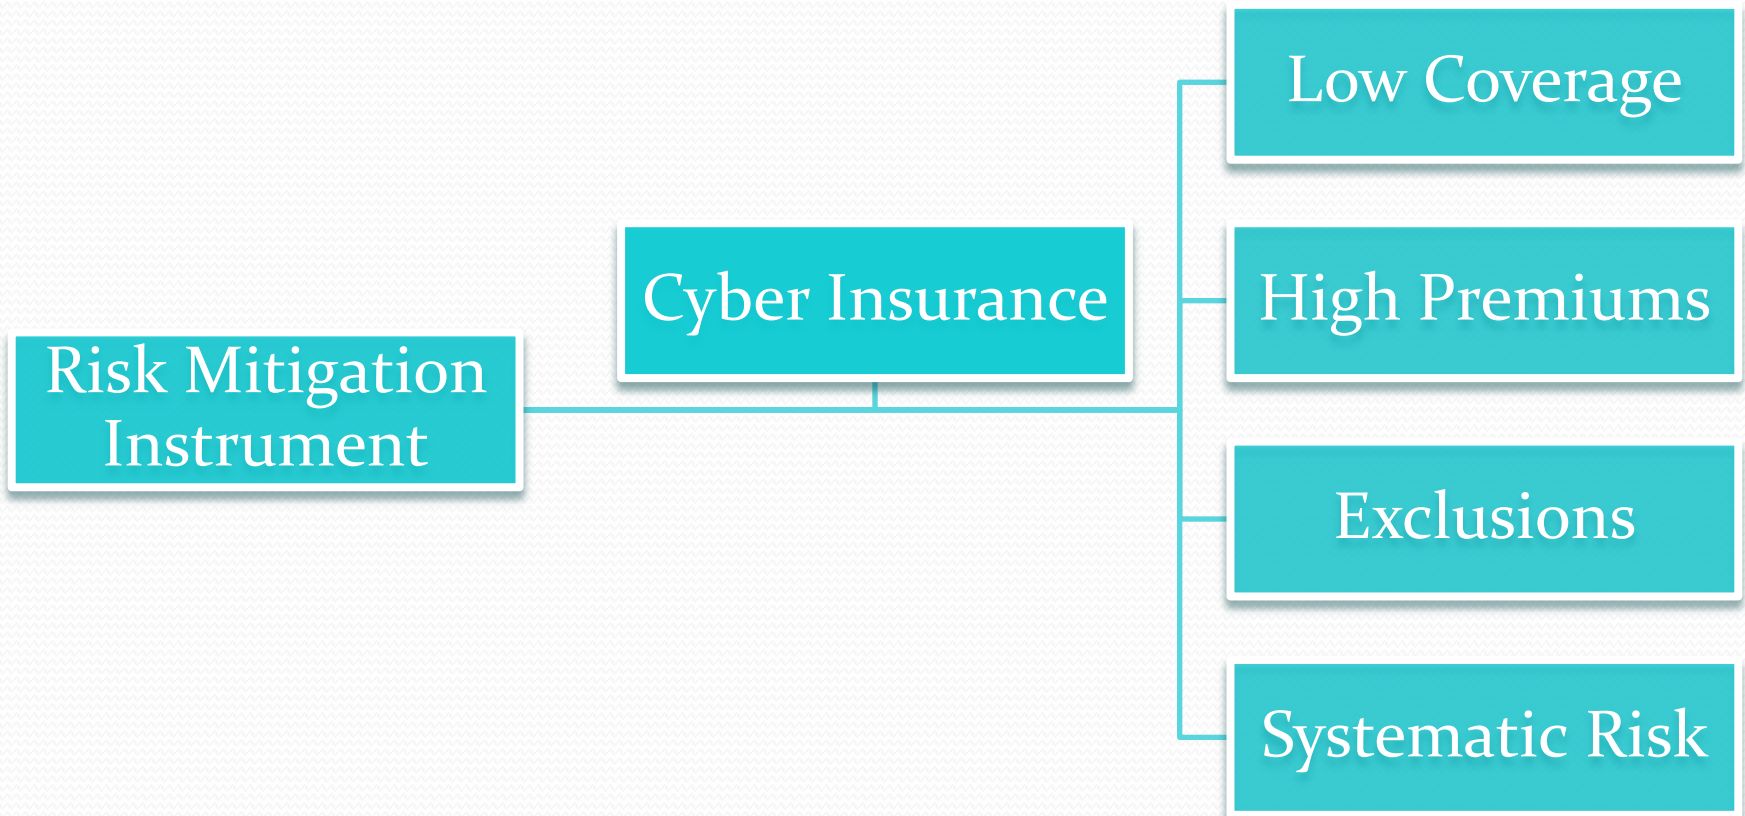 Risk Mitigation
Instrument
Cyber Insurance
Low Coverage
High Premiums
Exclusions
Systematic Risk